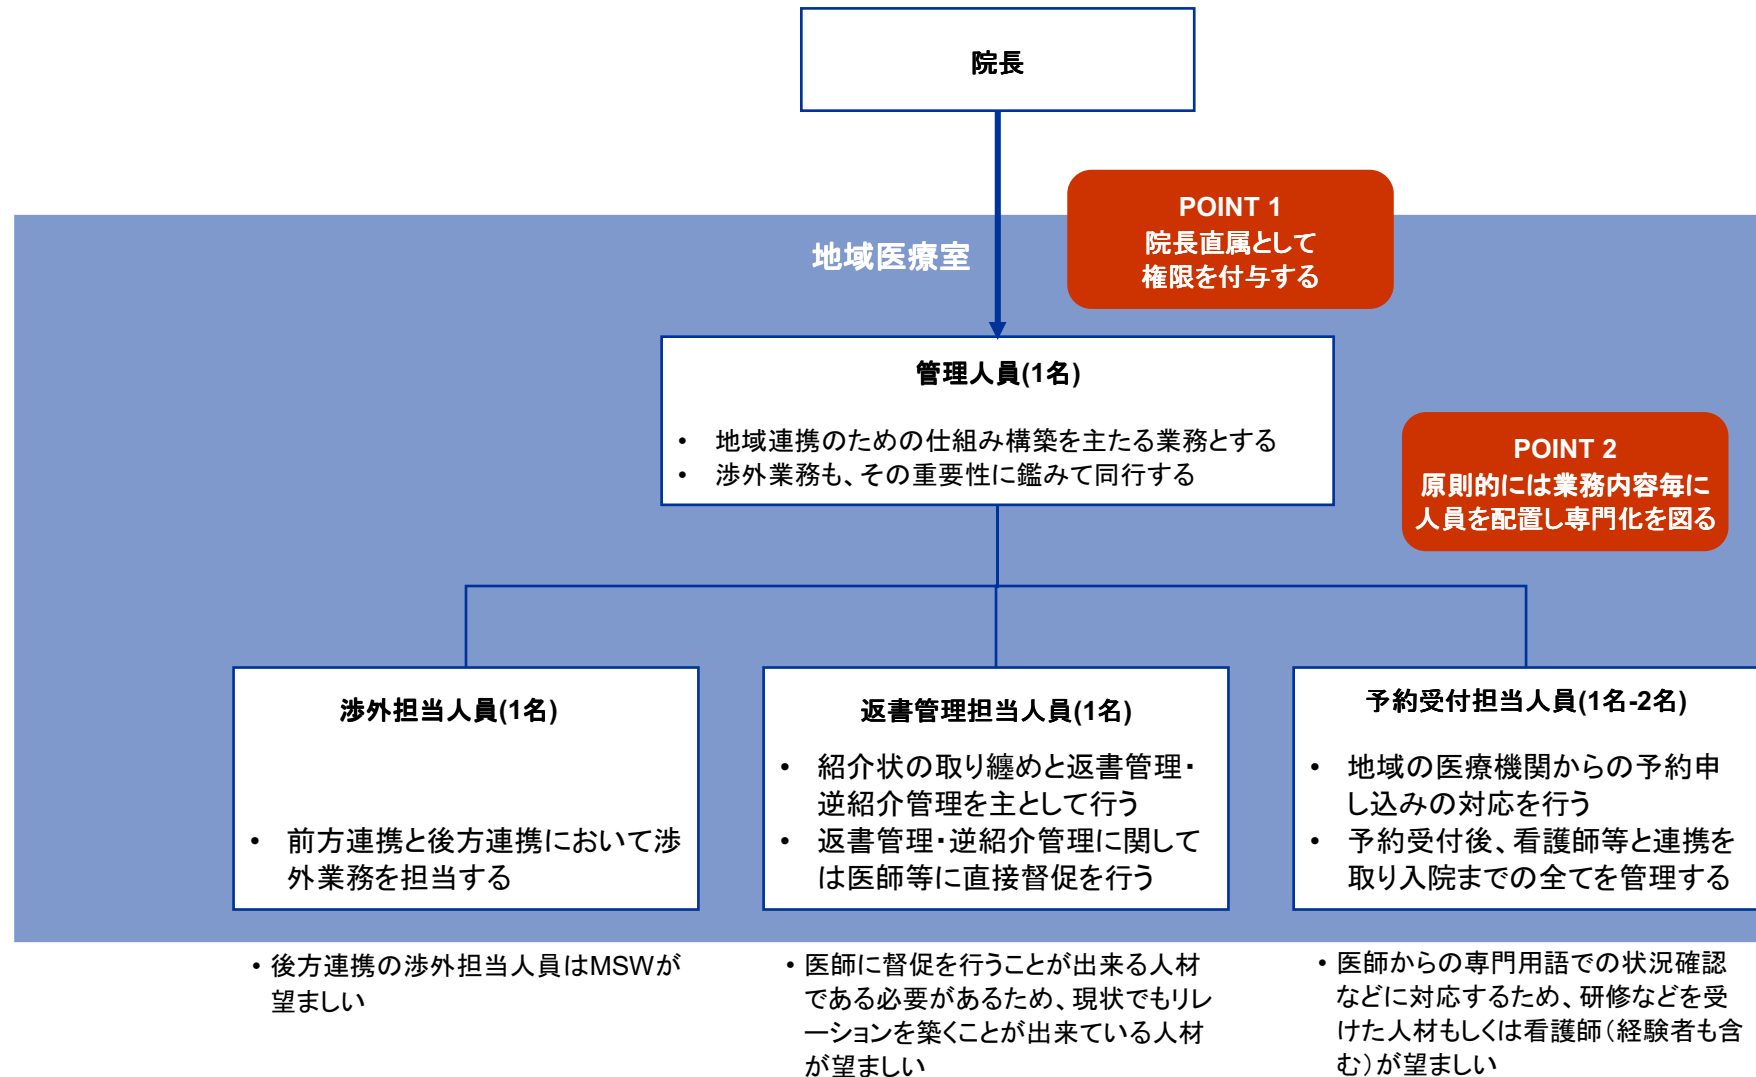 院長
POINT 1
院長直属として
権限を付与する
地域医療室
管理人員(1名)
• 地域連携のための仕組み構築を主たる業務とする
• 渉外業務も、その重要性に鑑みて同行する
POINT 2
原則的には業務内容毎に
人員を配置し専門化を図る
渉外担当人員(1名)
• 前方連携と後方連携において渉
外業務を担当する
返書管理担当人員(1名)
• 紹介状の取り纏めと返書管理・
逆紹介管理を主として行う
• 返書管理・逆紹介管理に関して
は医師等に直接督促を行う
予約受付担当人員(1名-2名)
• 地域の医療機関からの予約申
し込みの対応を行う
• 予約受付後、看護師等と連携を
取り入院までの全てを管理する
• 後方連携の渉外担当人員はMSWが
望ましい
• 医師に督促を行うことが出来る人材
である必要があるため、現状でもリレ
ーションを築くことが出来ている人材
が望ましい
• 医師からの専門用語での状況確認
などに対応するため、研修などを受
けた人材もしくは看護師（経験者も含
む）が望ましい